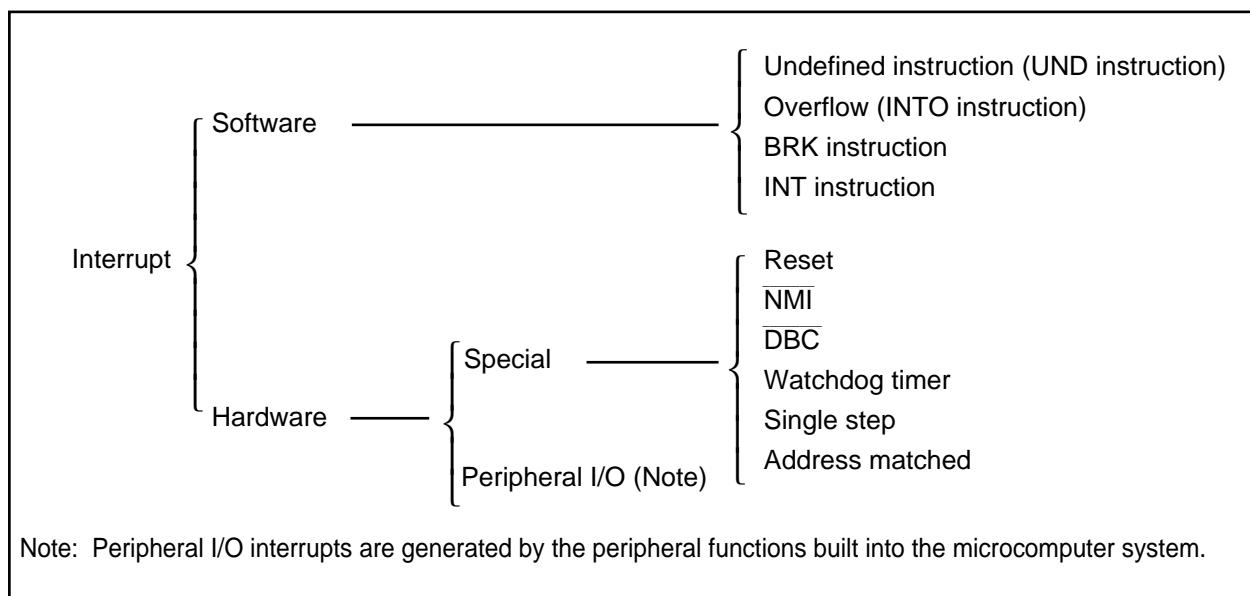 Undefined instruction (UND instruction)
Overflow (INTO instruction)
BRK instruction
INT instruction
Software
Interrupt
Reset
N̅M̅I̅
D̅B̅C̅
Watchdog timer
Single step
Address matched
Special
Hardware
Peripheral I/O (Note)
Note: Peripheral I/O interrupts are generated by the peripheral functions built into the microcomputer system.